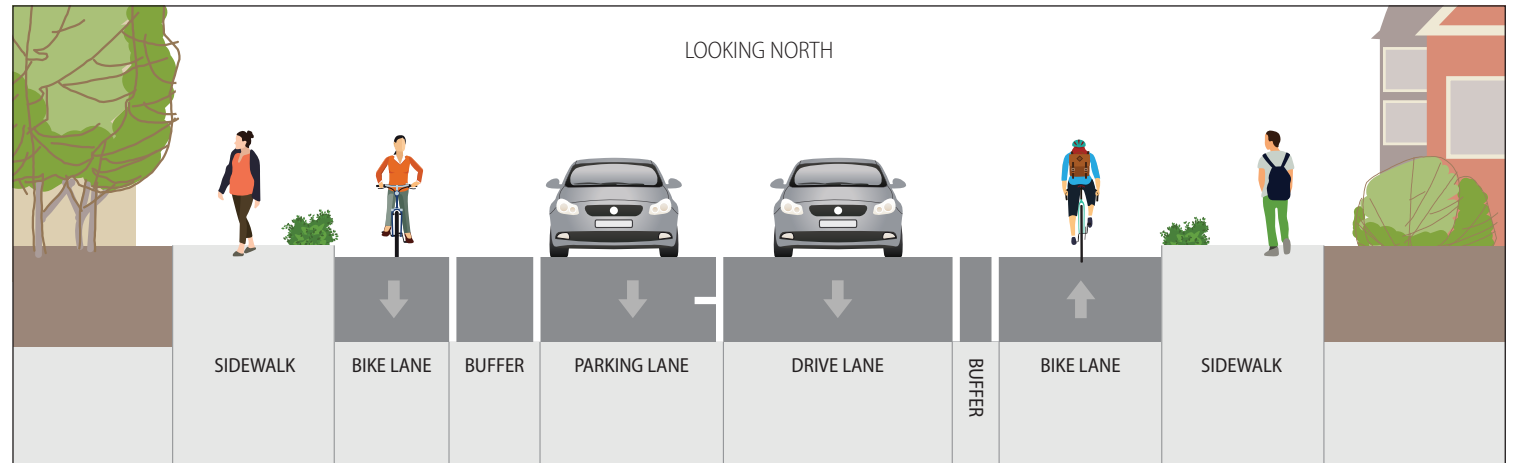 LOOKING NORTH
SIDEWALK
BIKE LANE
BUFFER
PARKING LANE
DRIVE LANE
BUFFER
BIKE LANE
SIDEWALK